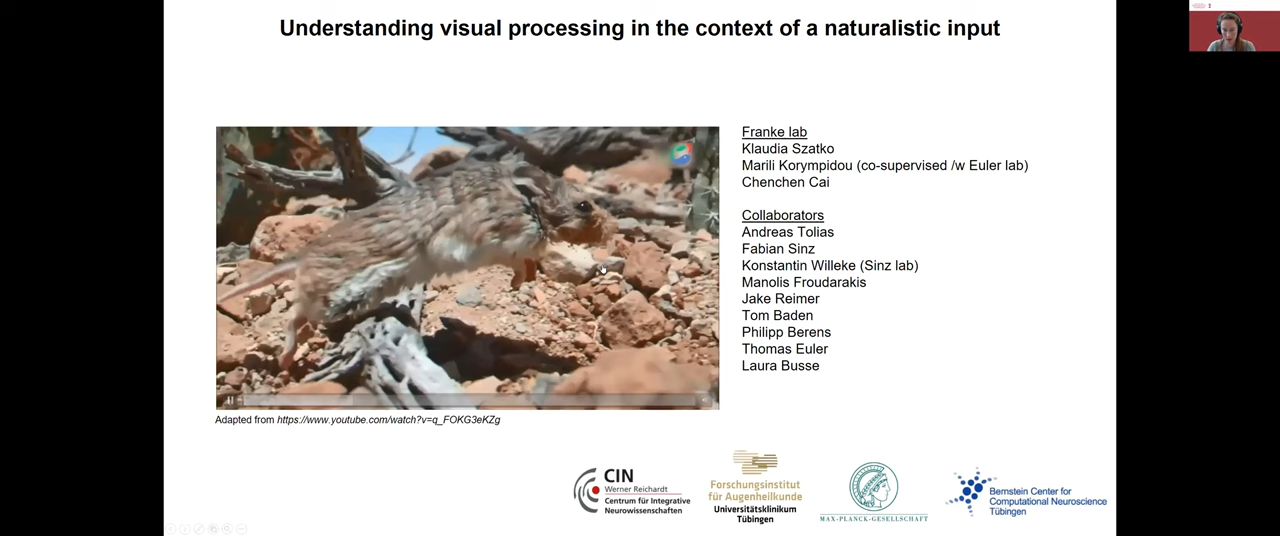 Understanding visual processing in the context of a naturalistic input
Franke lab
Klaudia Szatko
Marili Korympidou (co-supervised /w Euler lab)
Chenchen Cai
Collaborators
Andreas Tolias
Fabian Sinz
Konstantin Willeke (Sinz lab)
Manolis Froudarakis
Jake Reimer
Tom Baden
Philipp Berens
Thomas Euler
Laura Busse
Adapted from https://www.youtube.com/watch?v=q_FOKG3eKZg
CIN
Werner Reichardt
Centrum für Integrative
Neurowissenschaften
Forschungsinstitut
für Augenheilkunde
Universitätsklinikum
Tübingen
MAX-PLANCK-GESELLSCHAFT
Bernstein Center for
Computational Neuroscience
Tübingen